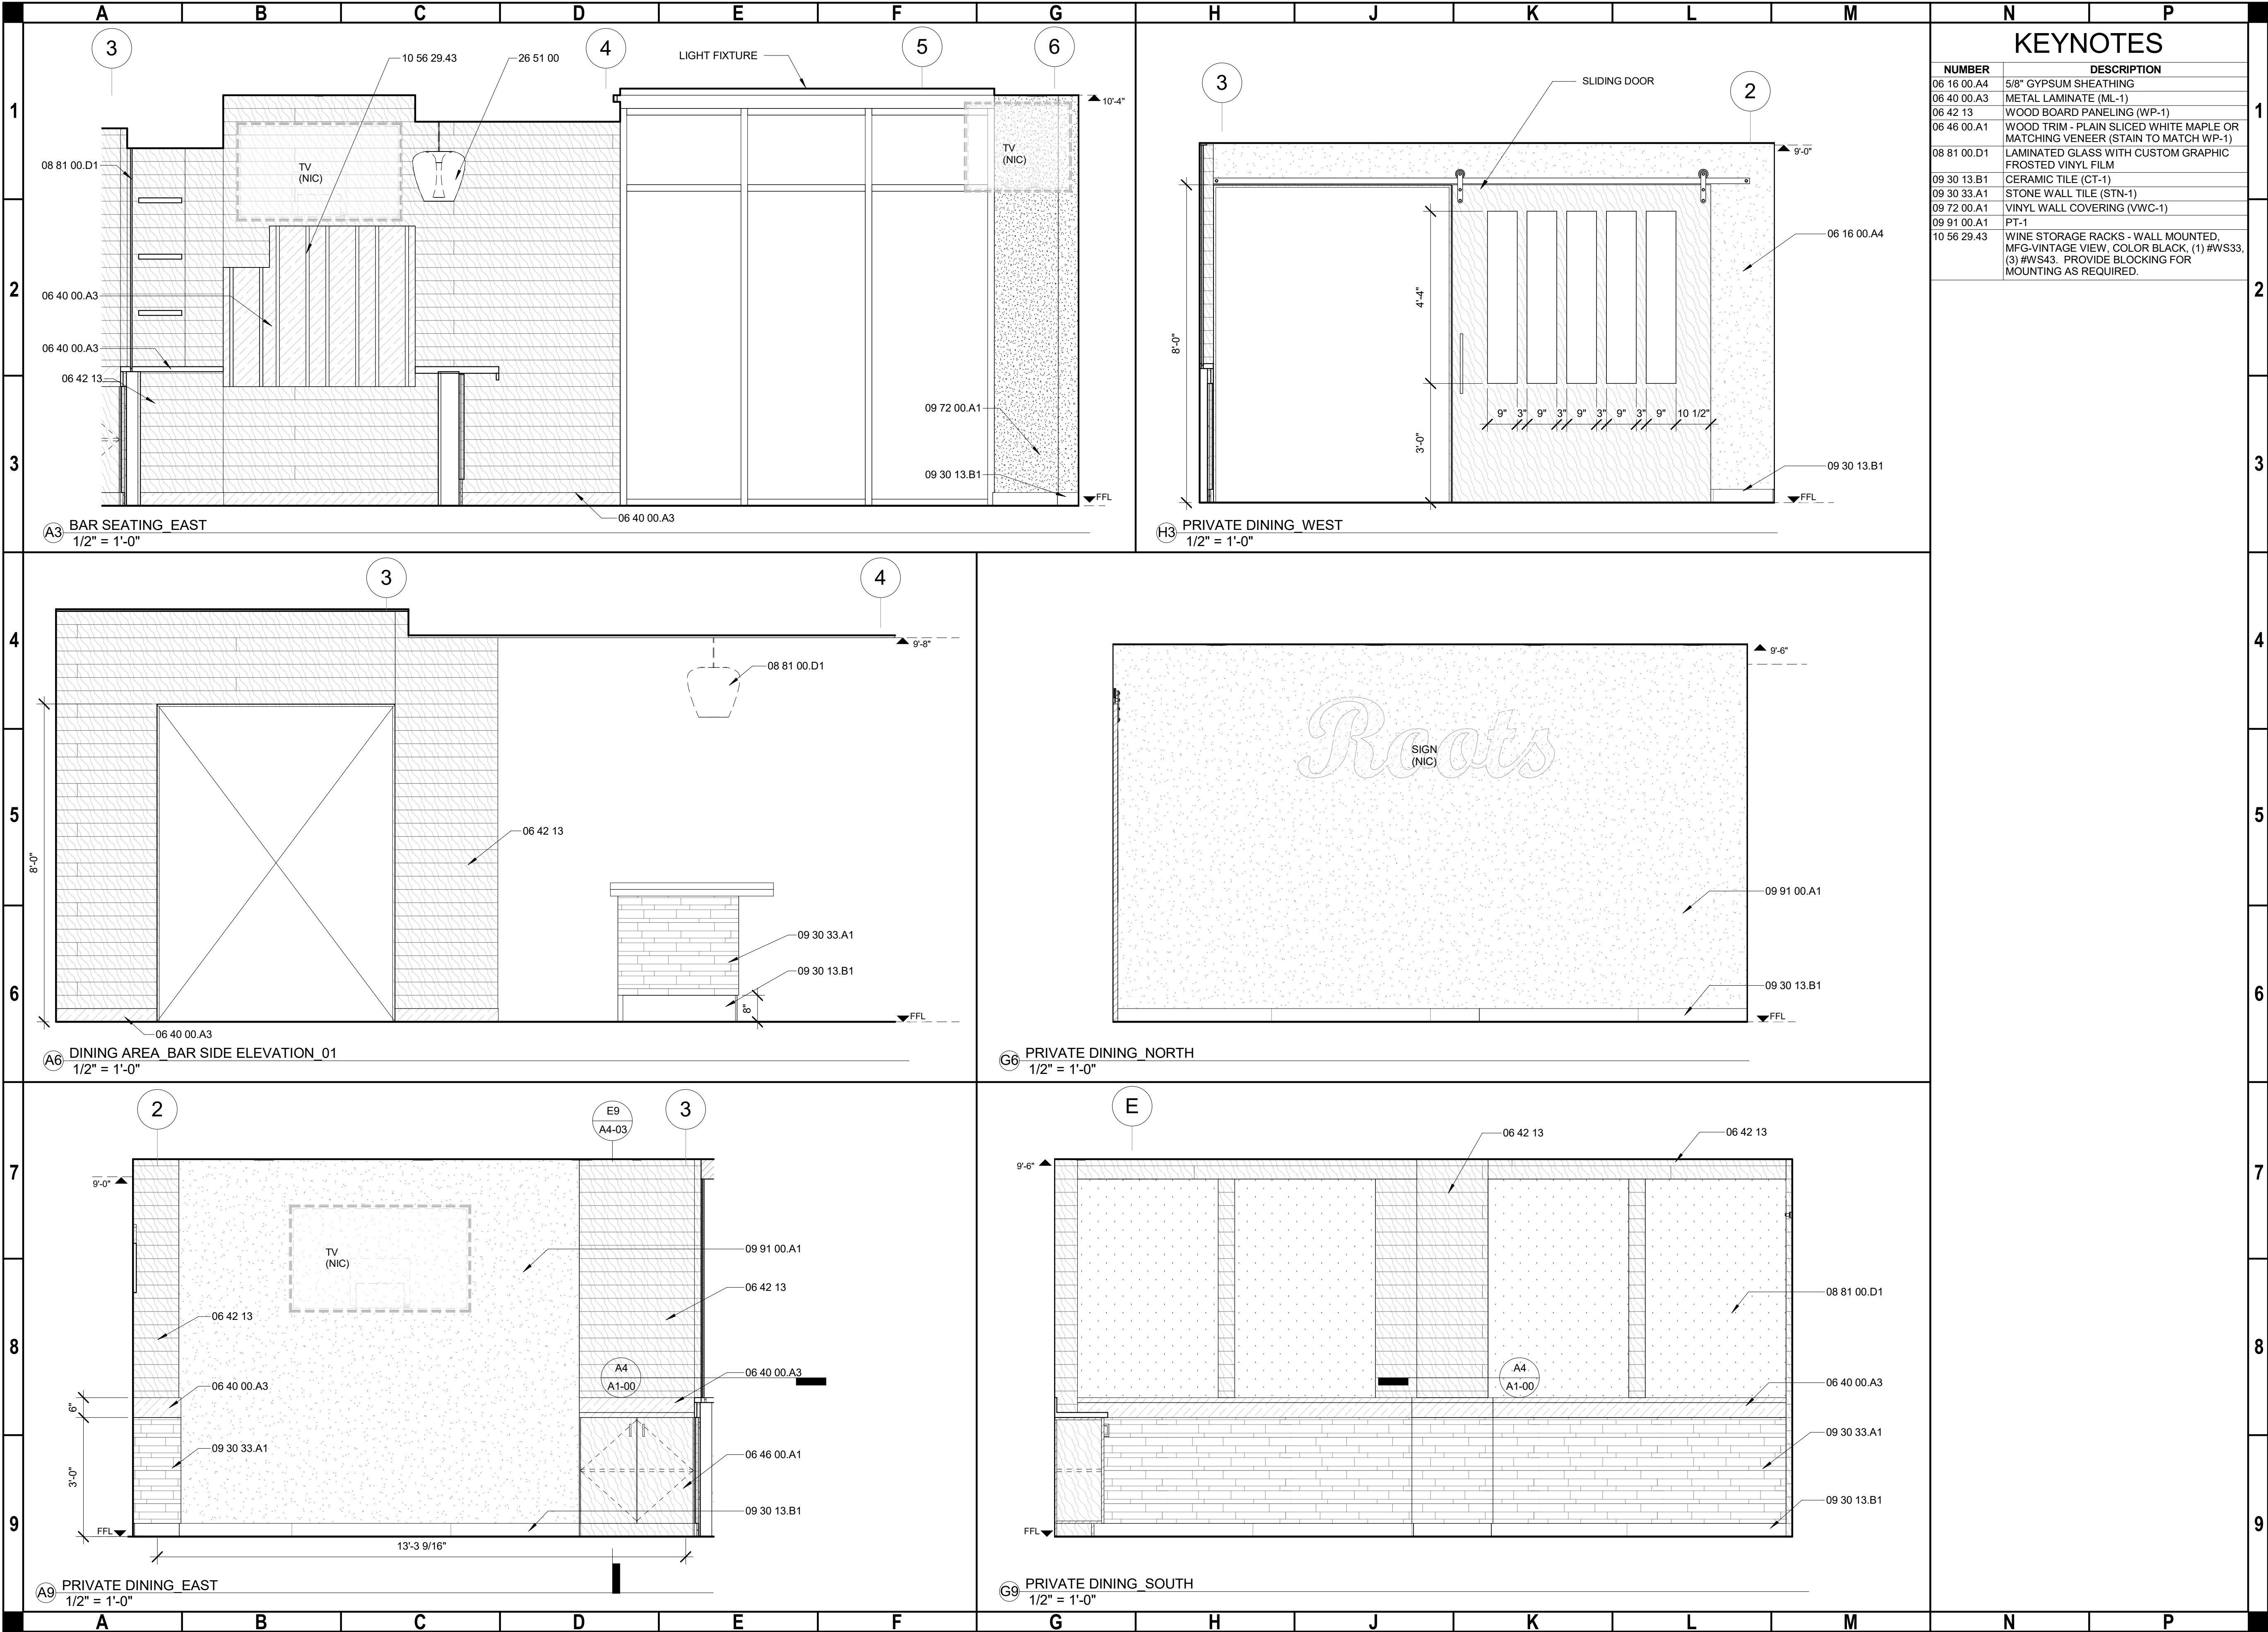 A B C D E F G H J K L M N P
1
2
3
4
5
6
7
8
9
3
4
5
6
10 56 29.43
26 51 00
LIGHT FIXTURE
10'-4"
08 81 00.D1
TV
(NIC)
TV
(NIC)
06 40 00.A3
06 40 00.A3
06 42 13
09 72 00.A1
09 30 13.B1
FFL
06 40 00.A3
A3 BAR SEATING_EAST
1/2" = 1'-0"
3
2
SLIDING DOOR
9'-0"
06 16 00.A4
8'-0"
4'-4"
3'-0"
9" 3" 9" 3" 9" 3" 9" 3" 9" 10 1/2"
09 30 13.B1
FFL
H3 PRIVATE DINING_WEST
1/2" = 1'-0"
KEYNOTES
NUMBER DESCRIPTION
06 16 00.A4 5/8" GYPSUM SHEATHING
06 40 00.A3 METAL LAMINATE (ML-1)
06 42 13 WOOD BOARD PANELING (WP-1)
06 46 00.A1 WOOD TRIM - PLAIN SLICED WHITE MAPLE OR
MATCHING VENEER (STAIN TO MATCH WP-1)
08 81 00.D1 LAMINATED GLASS WITH CUSTOM GRAPHIC
FROSTED VINYL FILM
09 30 13.B1 CERAMIC TILE (CT-1)
09 30 33.A1 STONE WALL TILE (STN-1)
09 72 00.A1 VINYL WALL COVERING (VWC-1)
09 91 00.A1 PT-1
10 56 29.43 WINE STORAGE RACKS - WALL MOUNTED,
MFG-VINTAGE VIEW, COLOR BLACK, (1) #WS33,
(3) #WS43. PROVIDE BLOCKING FOR
MOUNTING AS REQUIRED.
3
4
9'-8"
08 81 00.D1
8'-0"
06 42 13
09 30 33.A1
09 30 13.B1
8"
FFL
06 40 00.A3
A6 DINING AREA_BAR SIDE ELEVATION_01
1/2" = 1'-0"
9'-6"
Roots
SIGN
(NIC)
09 91 00.A1
09 30 13.B1
FFL
G6 PRIVATE DINING_NORTH
1/2" = 1'-0"
2
E9
A4-03
3
9'-0"
TV
(NIC)
09 91 00.A1
06 42 13
06 42 13
A4
A1-00
06 40 00.A3
06 40 00.A3
6"
09 30 33.A1
06 46 00.A1
3'-0"
09 30 13.B1
FFL
13'-3 9/16"
A9 PRIVATE DINING_EAST
1/2" = 1'-0"
E
06 42 13
06 42 13
9'-6"
08 81 00.D1
A4
A1-00
06 40 00.A3
09 30 33.A1
09 30 13.B1
FFL
G9 PRIVATE DINING_SOUTH
1/2" = 1'-0"
1
2
3
4
5
6
7
8
9
A B C D E F G H J K L M N P